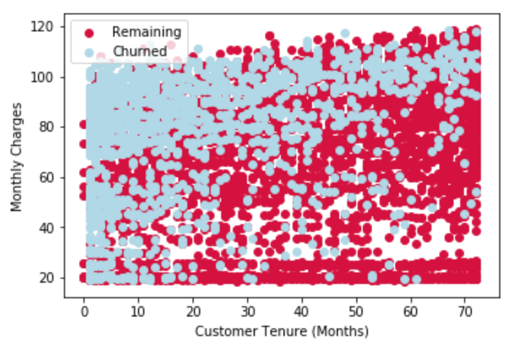 Remaining
Churned
120
100
80
60
40
20
Monthly Charges
0 10 20 30 40 50 60 70
Customer Tenure (Months)